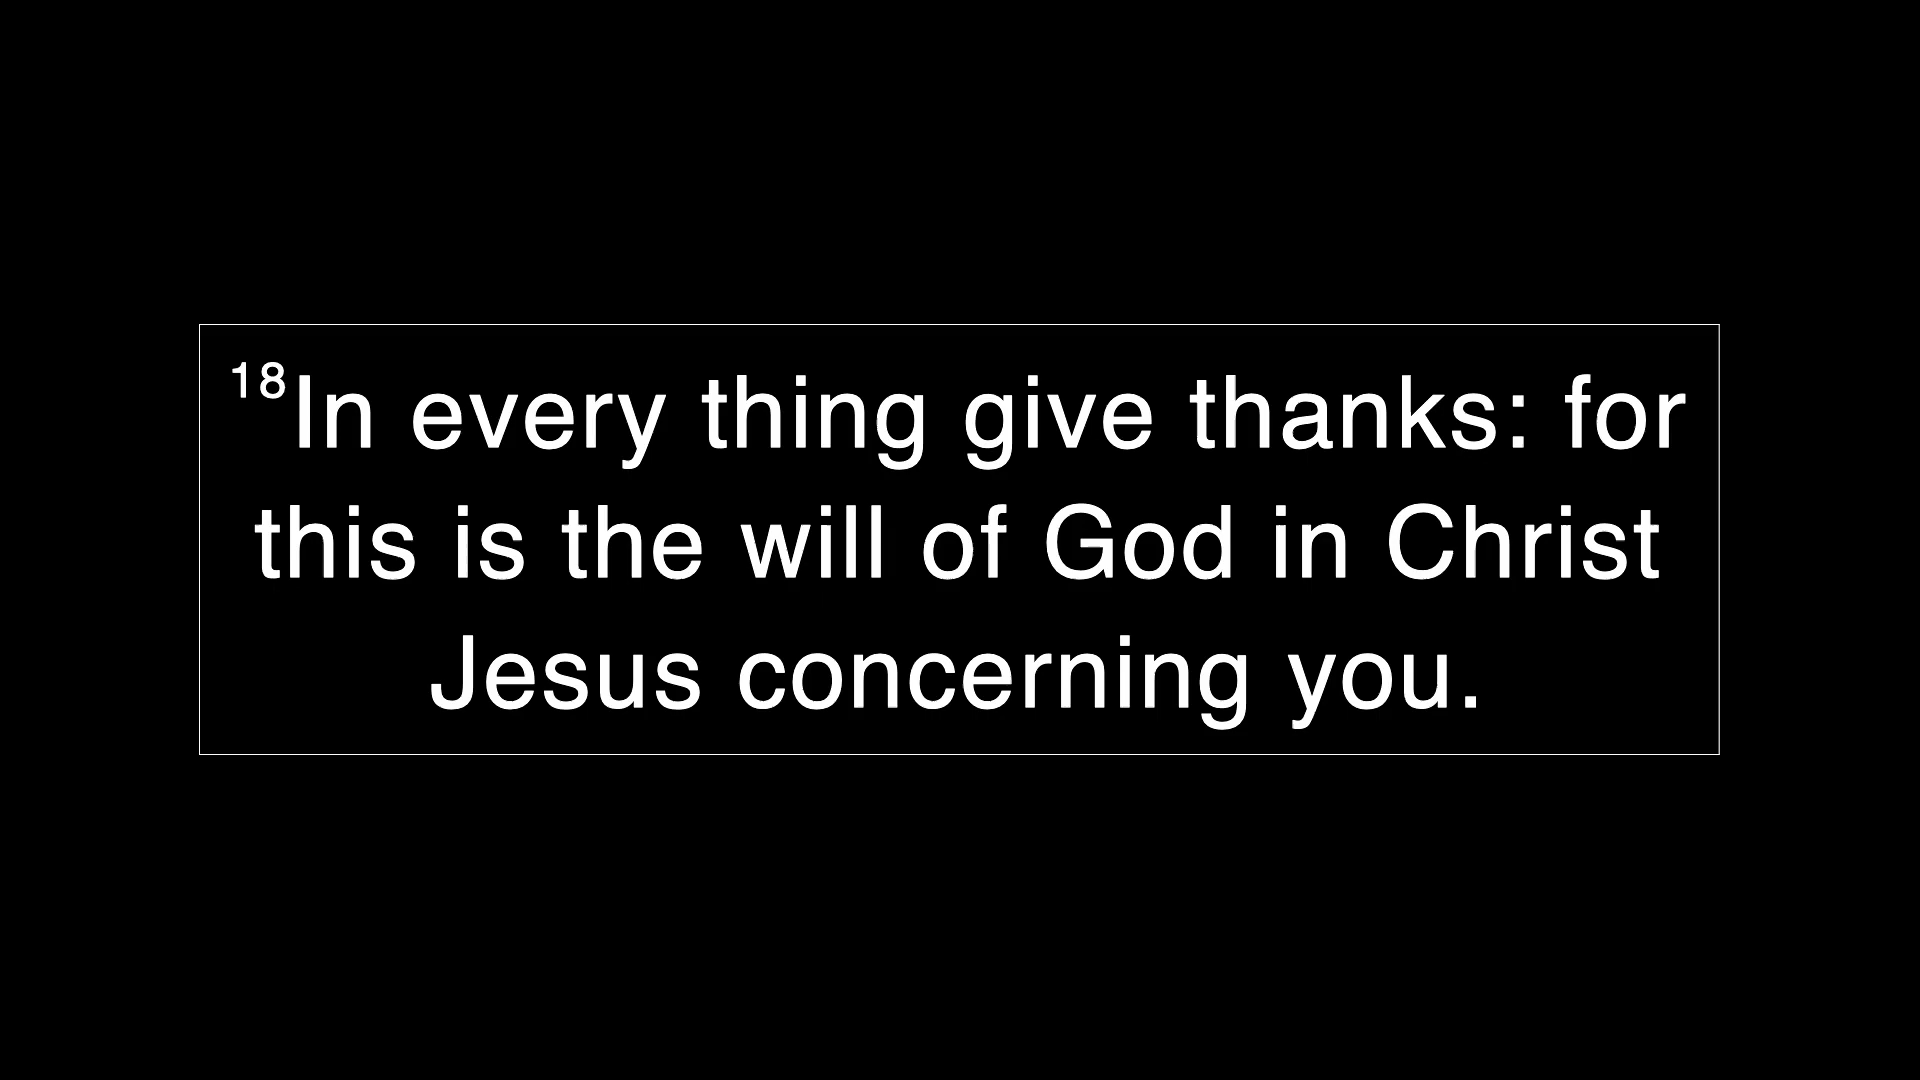 18In every thing give thanks: for
this is the will of God in Christ
Jesus concerning you.